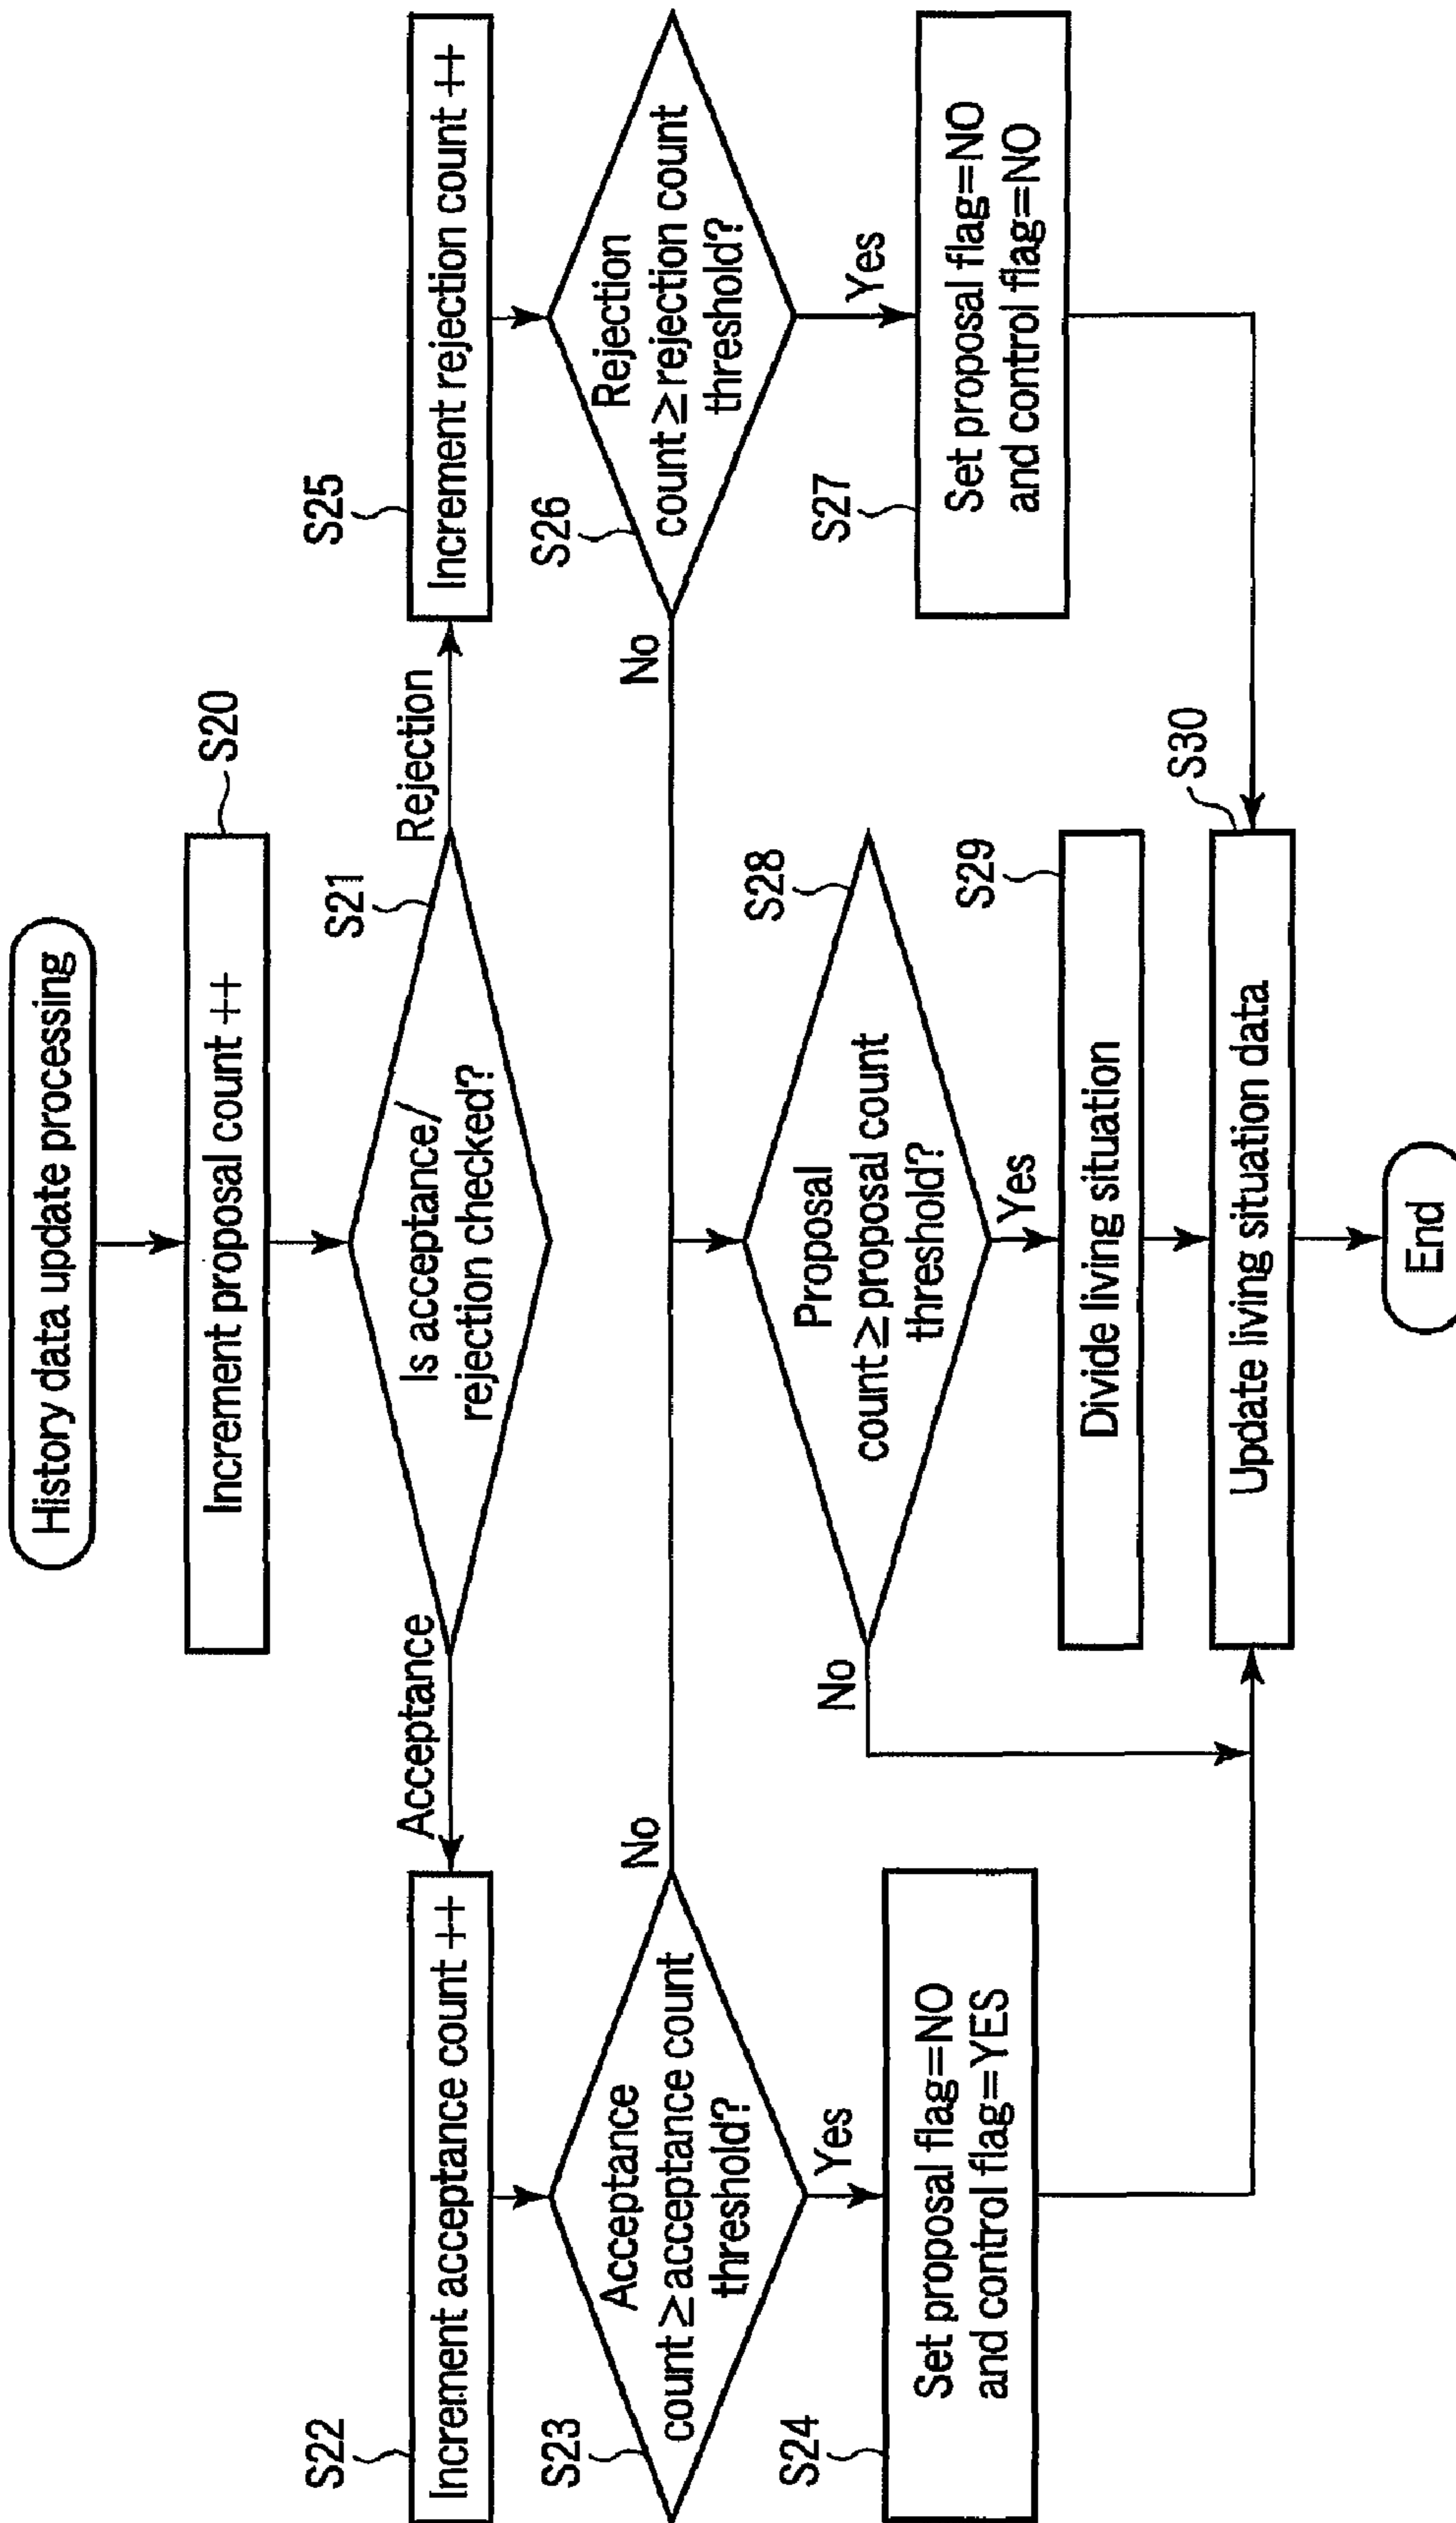 History data update processing
S20
Increment proposal count ++
S21
Is acceptance/
rejection checked?
Acceptance
Rejection
S22
Increment acceptance count ++
S25
Increment rejection count ++
S23
Acceptance
count≥acceptance count
threshold?
No
Yes
S26
Rejection
count≥rejection count
threshold?
No
Yes
S24
Set proposal flag=NO
and control flag=YES
S28
Proposal
count≥proposal count
threshold?
No
Yes
S27
Set proposal flag=NO
and control flag=NO
S29
Divide living situation
S30
Update living situation data
End